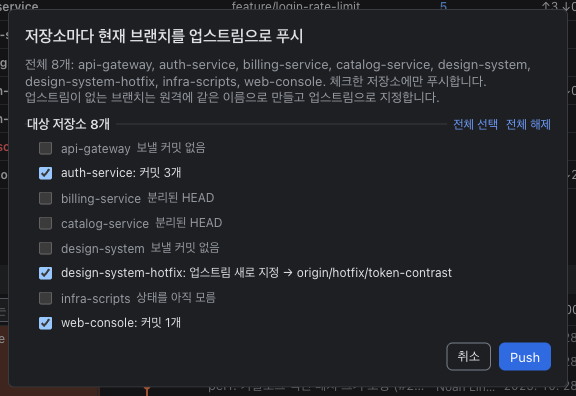 service
feature/login-rate-limit
5
↑3
저장소마다 현재 브랜치를 업스트림으로 푸시
전체 8개: api-gateway, auth-service, billing-service, catalog-service, design-system,
design-system-hotfix, infra-scripts, web-console. 체크한 저장소에만 푸시합니다.
업스트림이 없는 브랜치는 원격에 같은 이름으로 만들고 업스트림으로 지정합니다.
대상 저장소 8개
전체 선택 전체 해제
api-gateway 보낼 커밋 없음
auth-service: 커밋 3개
billing-service 분리된 HEAD
catalog-service 분리된 HEAD
design-system 보낼 커밋 없음
design-system-hotfix: 업스트림 새로 지정 → origin/hotfix/token-contrast
infra-scripts 상태를 아직 모름
web-console: 커밋 1개
취소
Push